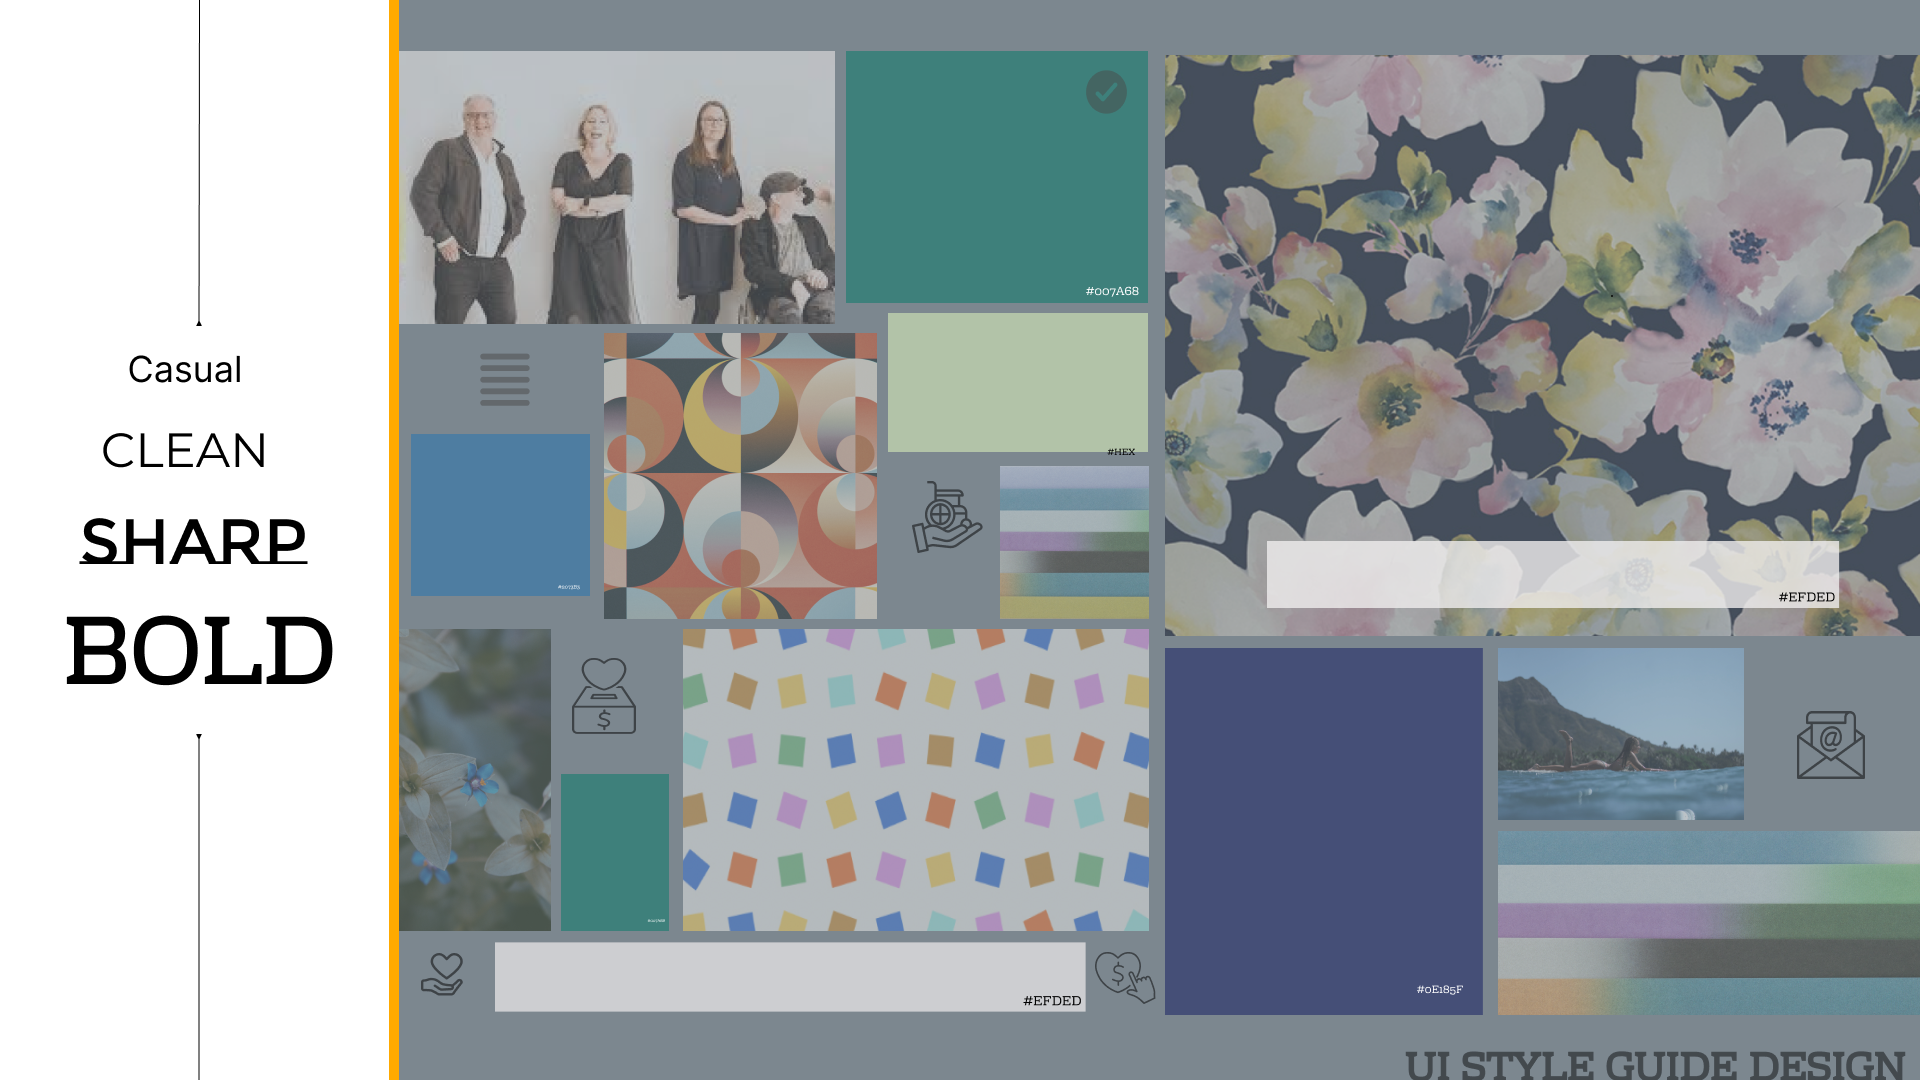 Casual
CLEAN
SHARP
BOLD
#007A68
#HEX
$
#EFDED
#EFDED
$
#0E185F
@
UI STYLE GUIDE DESIGN